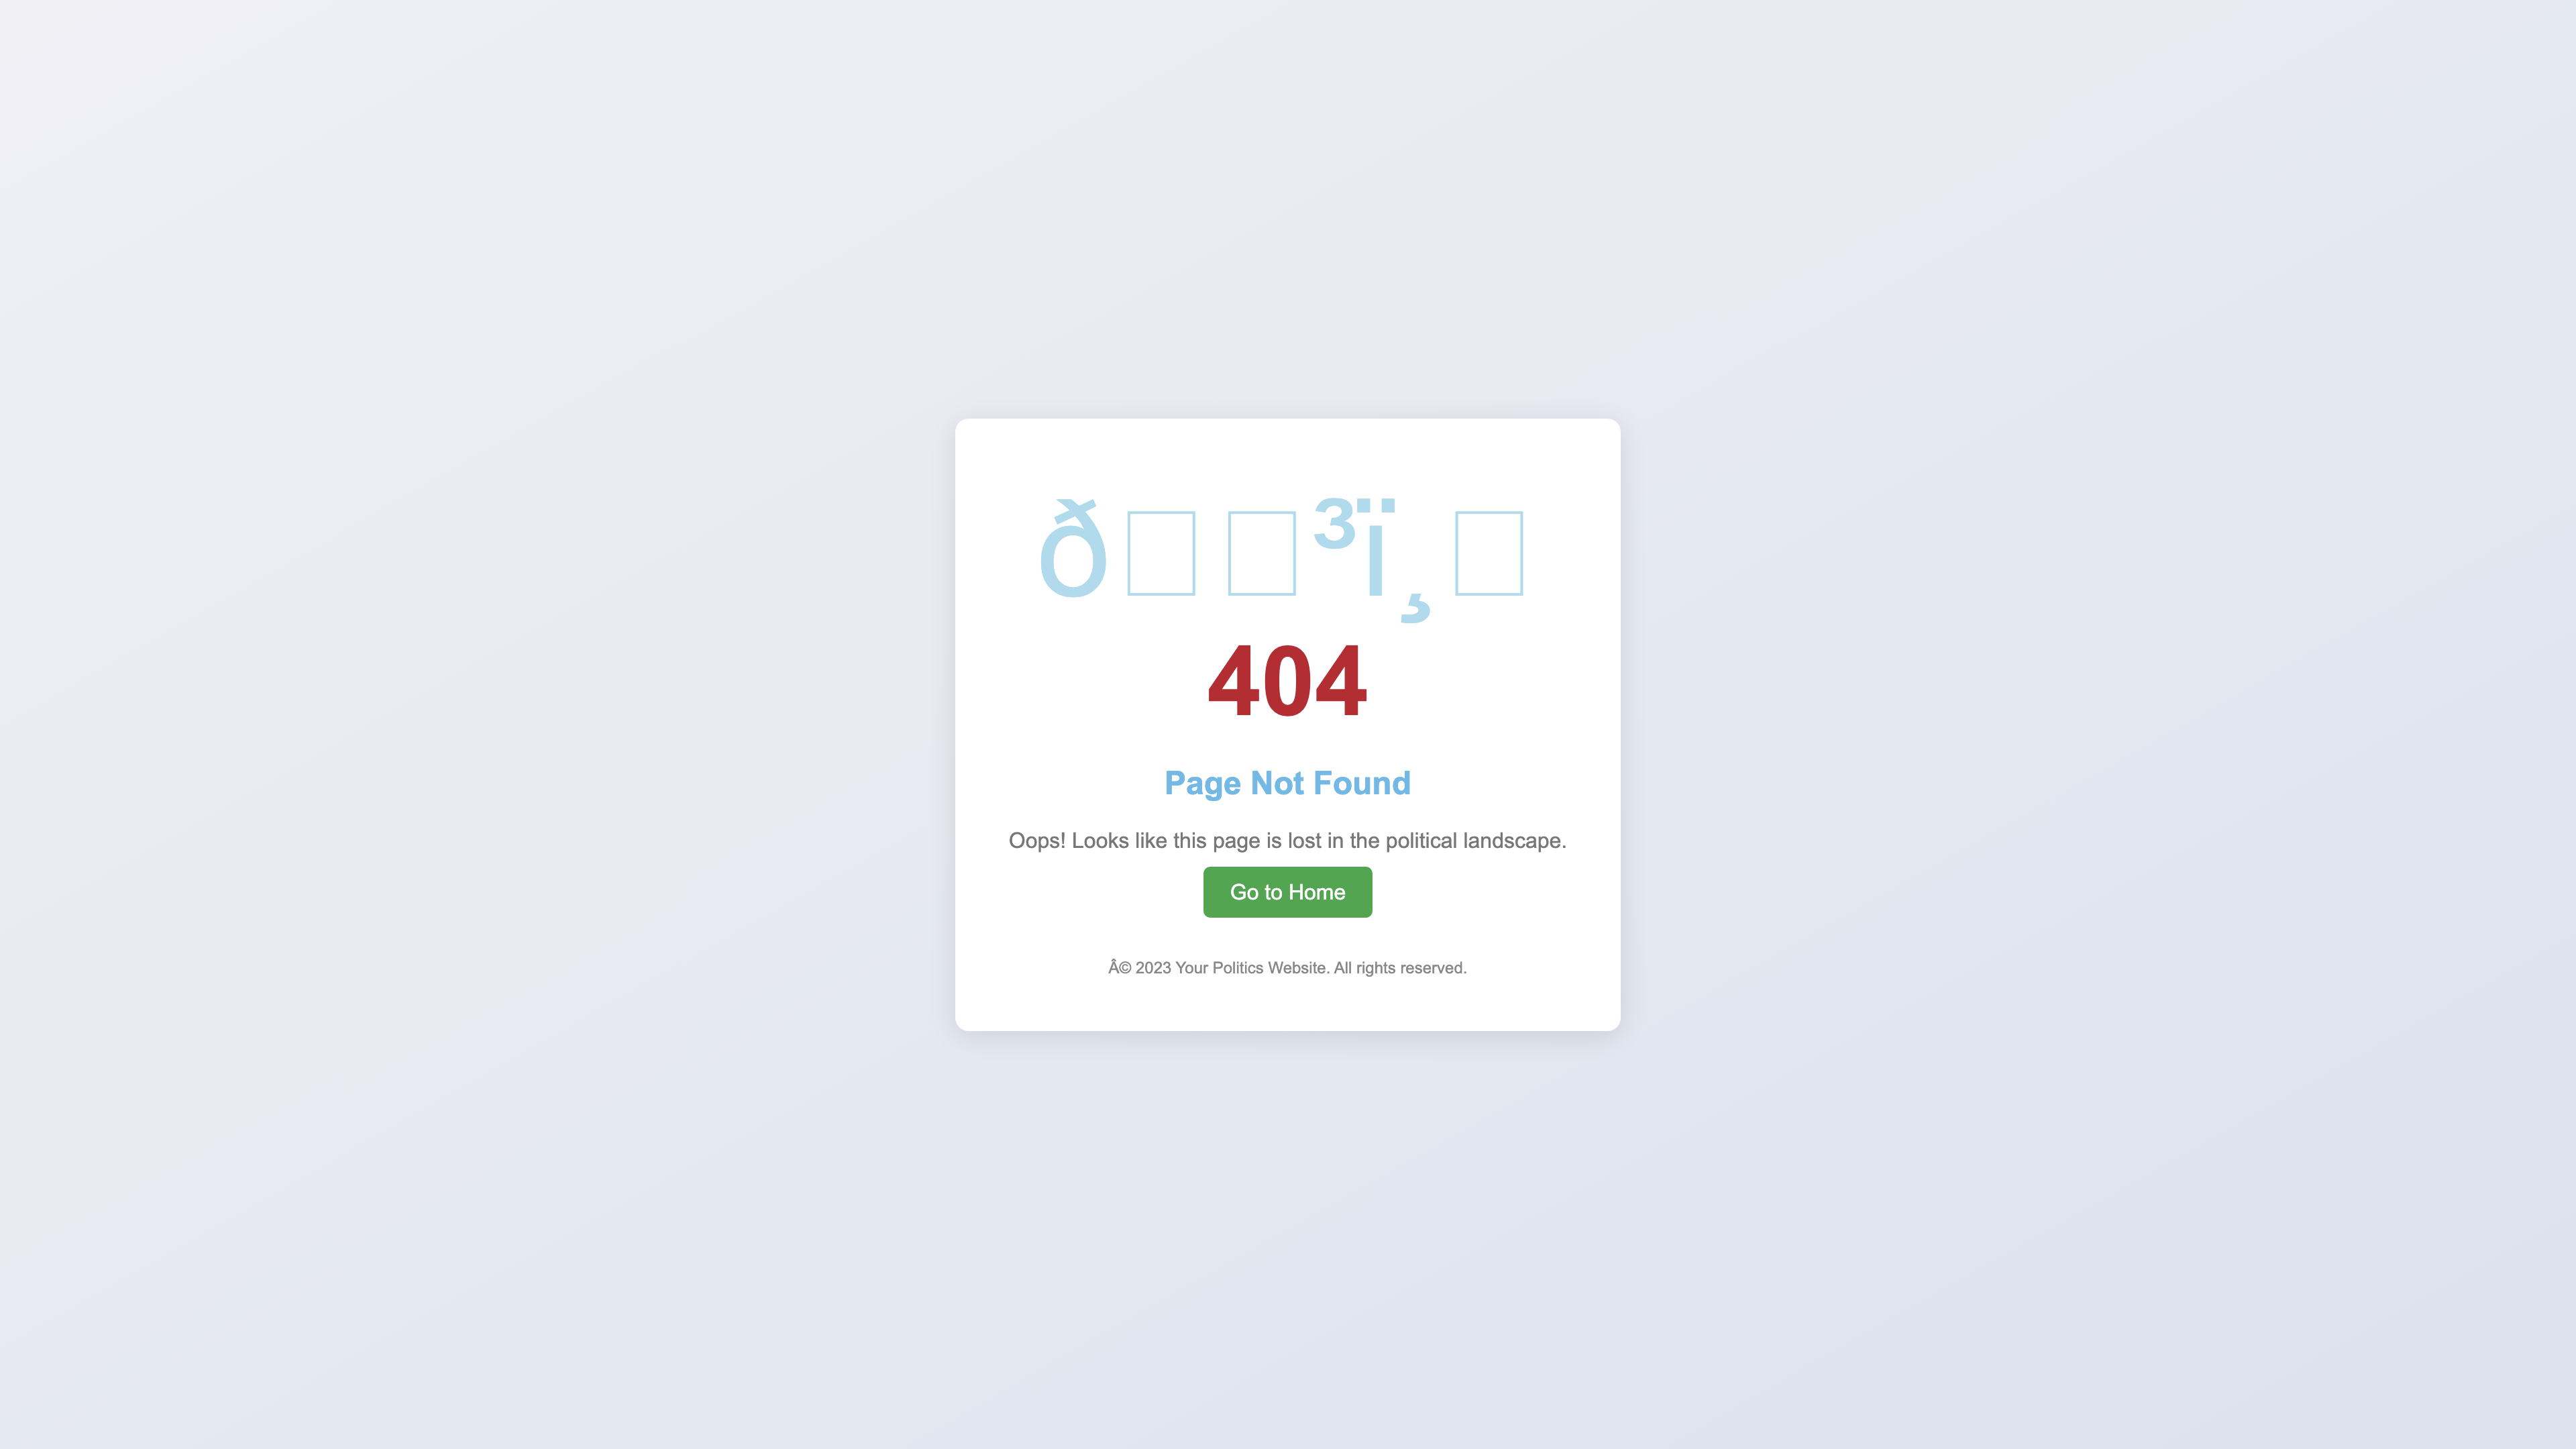 ð□□³ï¸□
404
Page Not Found
Oops! Looks like this page is lost in the political landscape.
Go to Home
Â© 2023 Your Politics Website. All rights reserved.